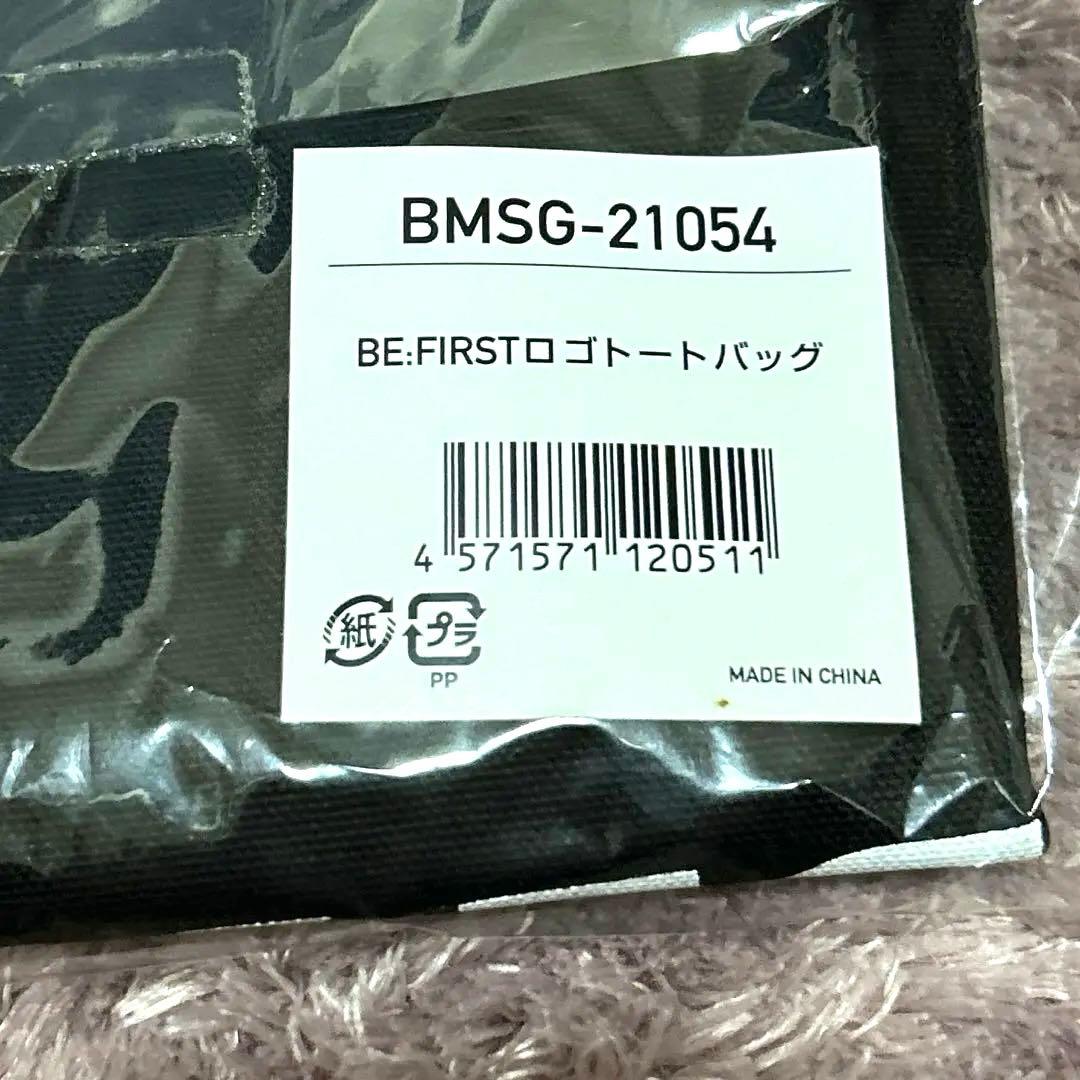 BMSG-21054
BE:FIRSTロゴトートバッグ
4 571571 120511
紙 プラ
PP
MADE IN CHINA